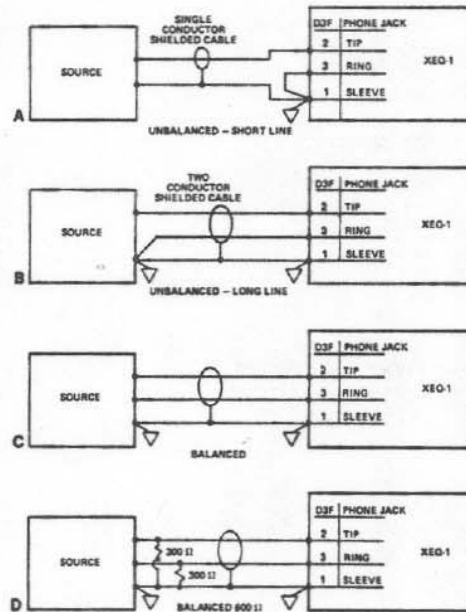 SINGLE
CONDUCTOR
SHIELDED CABLE
SOURCE
D3F PHONE JACK
2 TIP
3 RING
1 SLEEVE
XEQ-1
A
UNBALANCED – SHORT LINE
TWO
CONDUCTOR
SHIELDED CABLE
SOURCE
D3F PHONE JACK
2 TIP
3 RING
1 SLEEVE
XEQ-1
B
UNBALANCED – LONG LINE
SOURCE
D3F PHONE JACK
2 TIP
3 RING
1 SLEEVE
XEQ-1
C
BALANCED
SOURCE
300 Ω
300 Ω
D3F PHONE JACK
2 TIP
3 RING
1 SLEEVE
XEQ-1
D
BALANCED 600 Ω